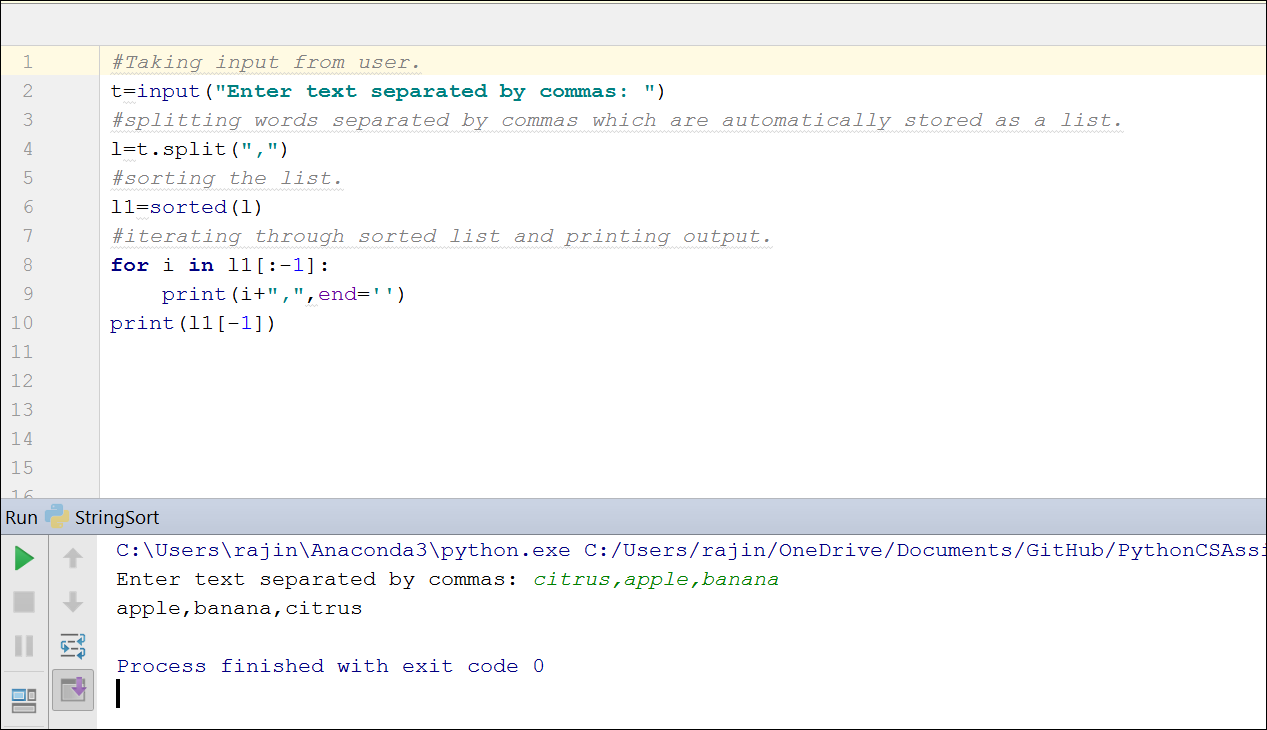 1 #Taking input from user.
2 t=input("Enter text separated by commas: ")
3 #splitting words separated by commas which are automatically stored as a list.
4 l=t.split(",")
5 #sorting the list.
6 l1=sorted(l)
7 #iterating through sorted list and printing output.
8 for i in l1[:-1]:
9     print(i+",",end='')
10 print(l1[-1])
11
12
13
14
15
16
Run StringSort
C:\Users\rajin\Anaconda3\python.exe C:/Users/rajin/OneDrive/Documents/GitHub/PythonCSAssi
Enter text separated by commas: citrus,apple,banana
apple,banana,citrus
Process finished with exit code 0